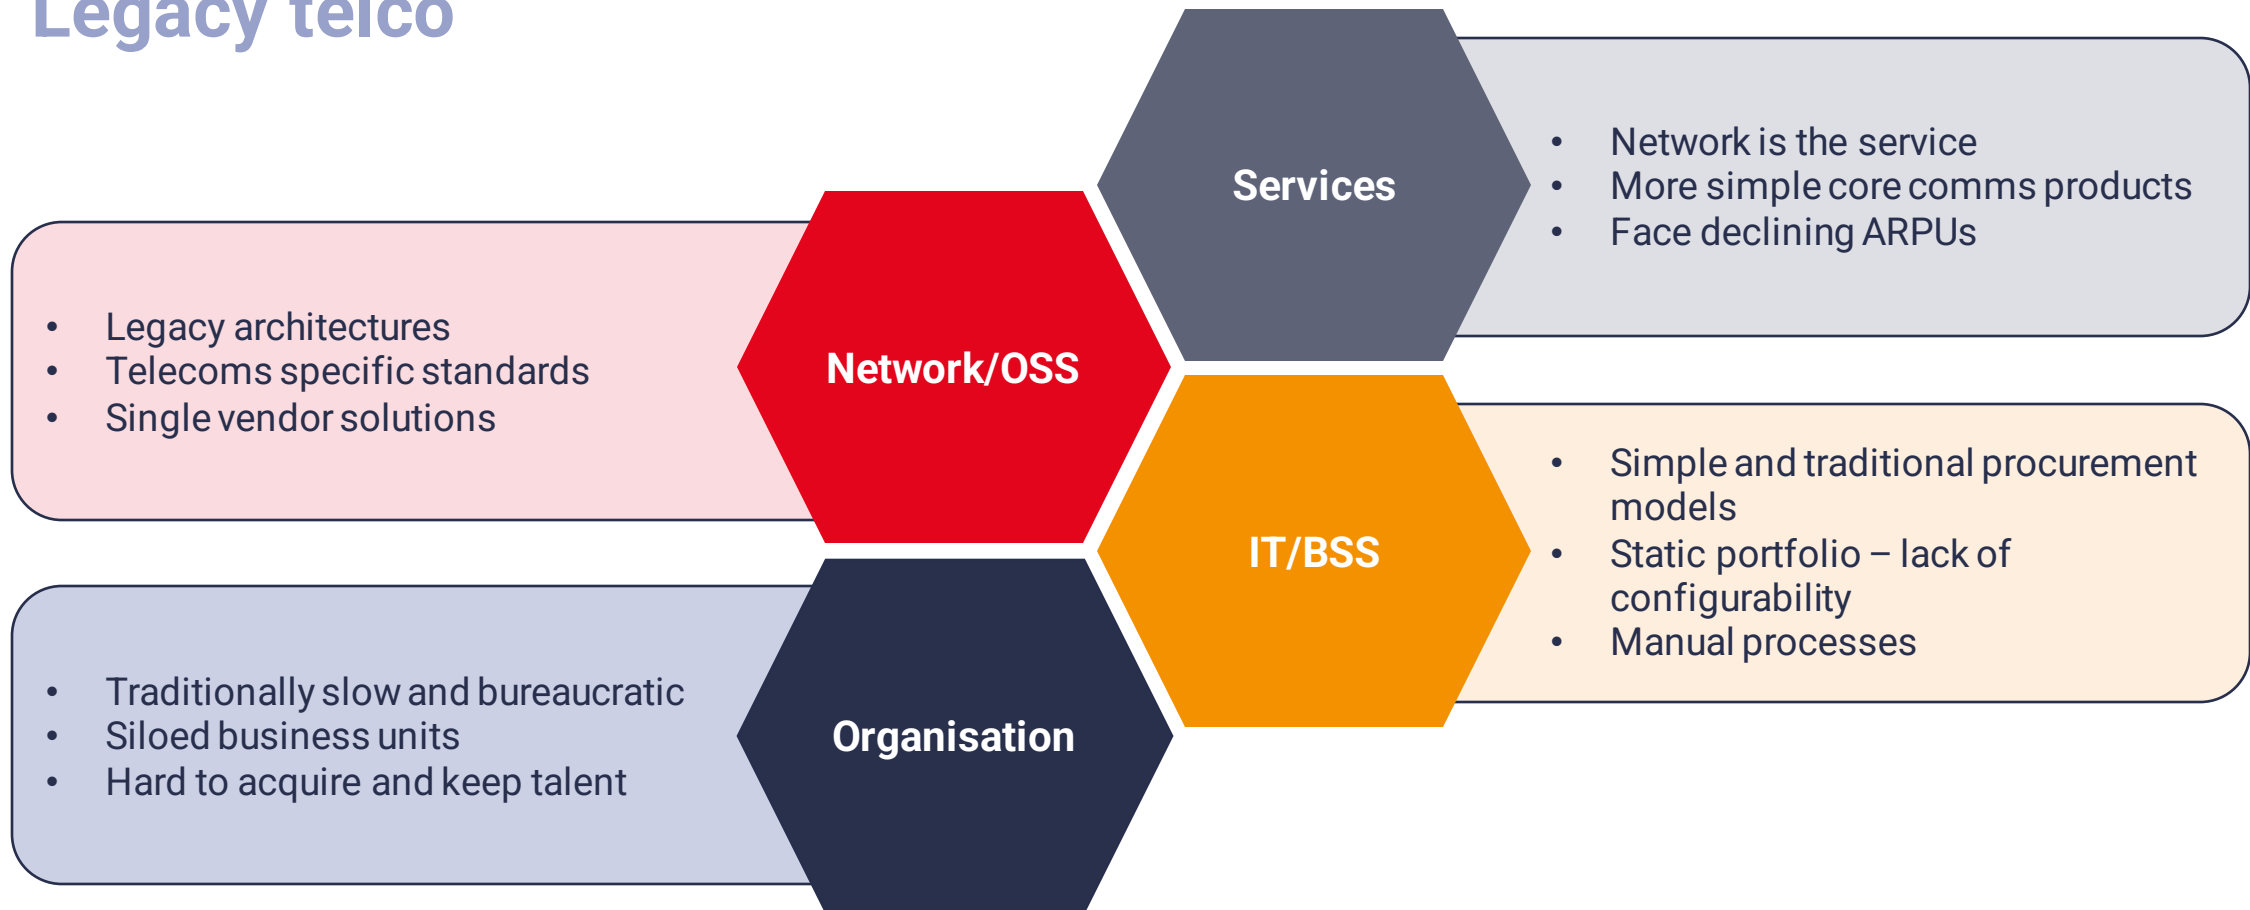 Legacy telco
Services
• Network is the service
• More simple core comms products
• Face declining ARPUs
• Legacy architectures
• Telecoms specific standards
• Single vendor solutions
Network/OSS
IT/BSS
• Simple and traditional procurement
models
• Static portfolio – lack of
configurability
• Manual processes
• Traditionally slow and bureaucratic
• Siloed business units
• Hard to acquire and keep talent
Organisation